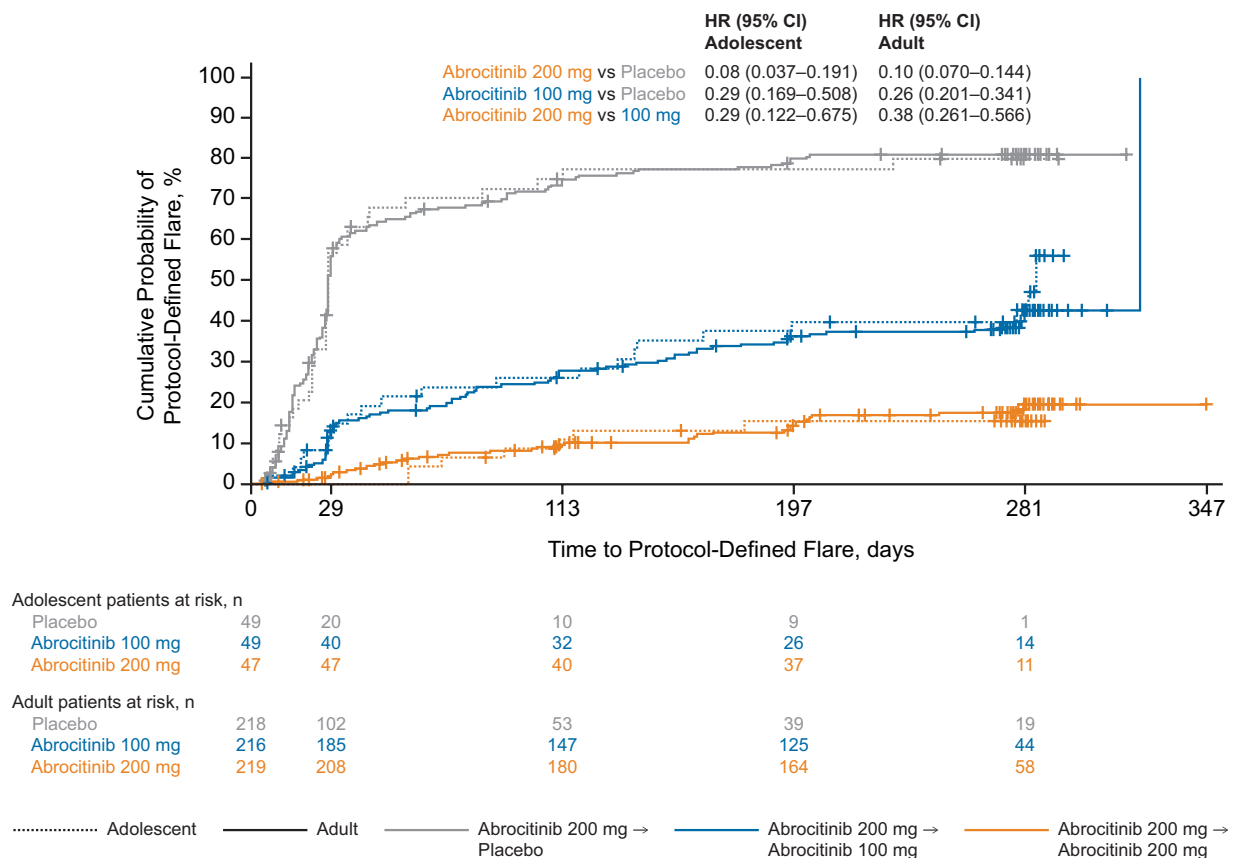 HR (95% CI) HR (95% CI)
Adolescent Adult
Abrocitinib 200 mg vs Placebo 0.08 (0.037–0.191) 0.10 (0.070–0.144)
Abrocitinib 100 mg vs Placebo 0.29 (0.169–0.508) 0.26 (0.201–0.341)
Abrocitinib 200 mg vs 100 mg 0.29 (0.122–0.675) 0.38 (0.261–0.566)
Cumulative Probability of
Protocol-Defined Flare, %
100
90
80
70
60
50
40
30
20
10
0
0 29 113 197 281 347
Time to Protocol-Defined Flare, days
Adolescent patients at risk, n
Placebo 49 20 10 9 1
Abrocitinib 100 mg 49 40 32 26 14
Abrocitinib 200 mg 47 47 40 37 11
Adult patients at risk, n
Placebo 218 102 53 39 19
Abrocitinib 100 mg 216 185 147 125 44
Abrocitinib 200 mg 219 208 180 164 58
Adolescent Adult Abrocitinib 200 mg → Abrocitinib 200 mg → Abrocitinib 200 mg →
Placebo Abrocitinib 100 mg Abrocitinib 200 mg